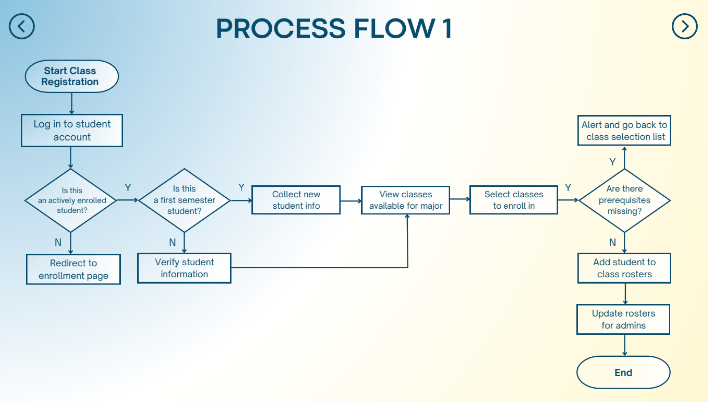 PROCESS FLOW 1
Start Class
Registration
Log in to student
account
Is this
an actively enrolled
student?
Y
N
Redirect to
enrollment page
Is this
a first semester
student?
Y
N
Verify student
information
Collect new
student info
View classes
available for major
Select classes
to enroll in
Y
Are there
prerequisites
missing?
Y
Alert and go back to
class selection list
N
Add student to
class rosters
Update rosters
for admins
End